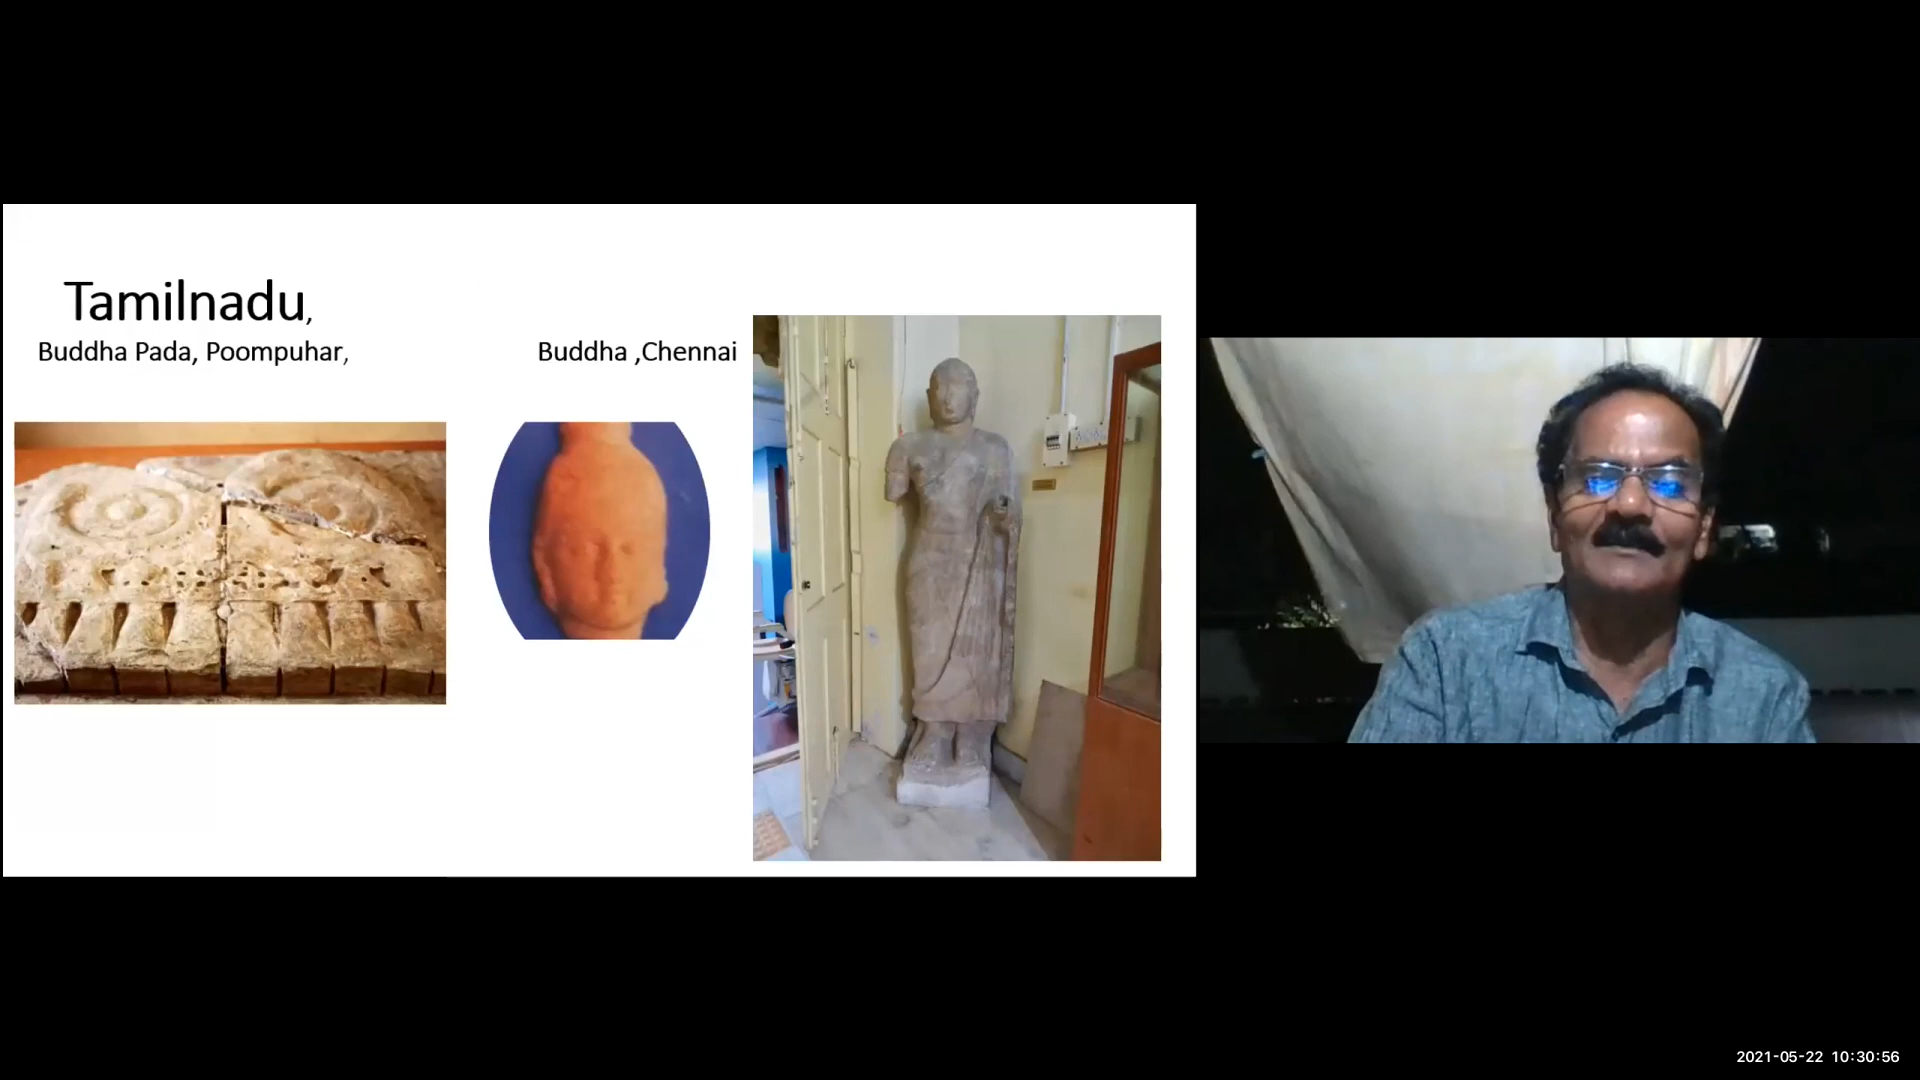 Tamilnadu,
Buddha Pada, Poompuhar,
Buddha ,Chennai
2021-05-22 10:30:56